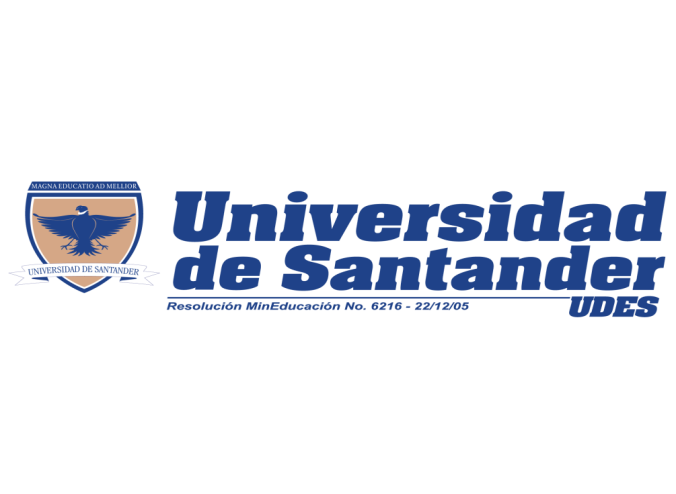 MAGNA EDUCATIO AD MELLIOR
UNIVERSIDAD DE SANTANDER
Universidad
de Santander
Resolución MinEducación No. 6216 - 22/12/05
UDES